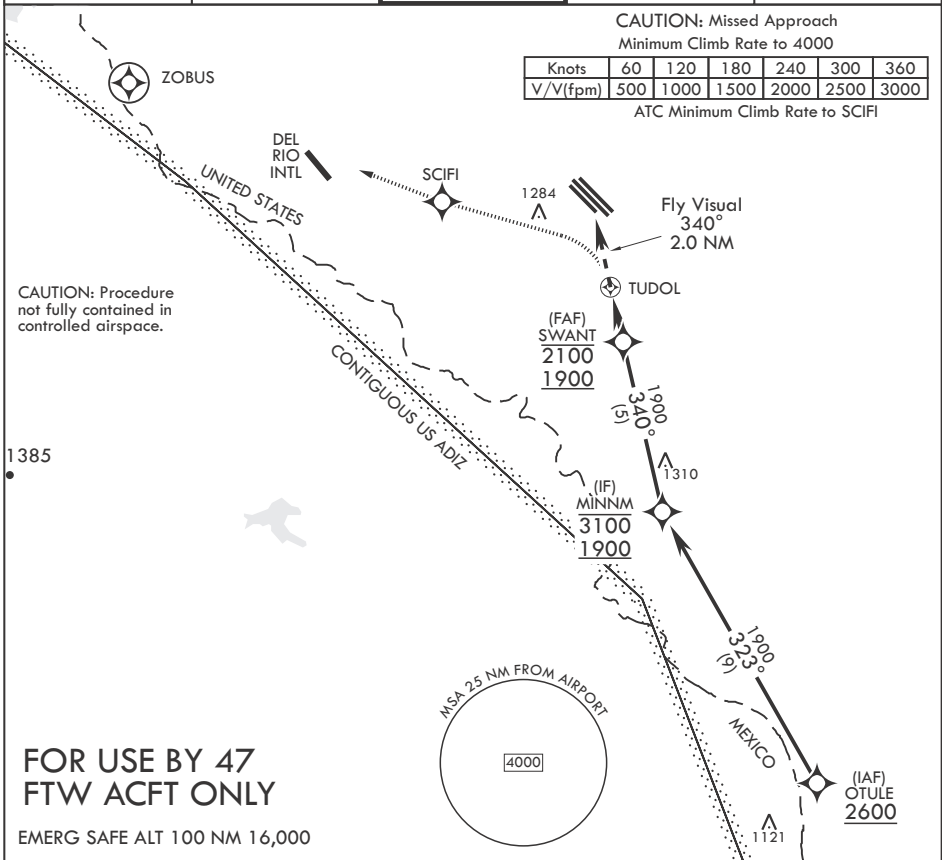 CAUTION: Missed Approach
Minimum Climb Rate to 4000
Knots 60 120 180 240 300 360
V/V(fpm) 500 1000 1500 2000 2500 3000
ATC Minimum Climb Rate to SCIFI
ZOBUS
DEL
RIO
INTL
SCIFI
1284
UNITED STATES
Fly Visual
340°
2.0 NM
TUDOL
CAUTION: Procedure
not fully contained in
controlled airspace.
(FAF)
SWANT
2100
1900
CONTIGUOUS US ADIZ
1900
340°
(5)
1385
1310
(IF)
MINNM
3100
1900
1900
323°
(9)
MSA 25 NM FROM AIRPORT
4000
MEXICO
FOR USE BY 47
FTW ACFT ONLY
(IAF)
OTULE
2600
EMERG SAFE ALT 100 NM 16,000
1121